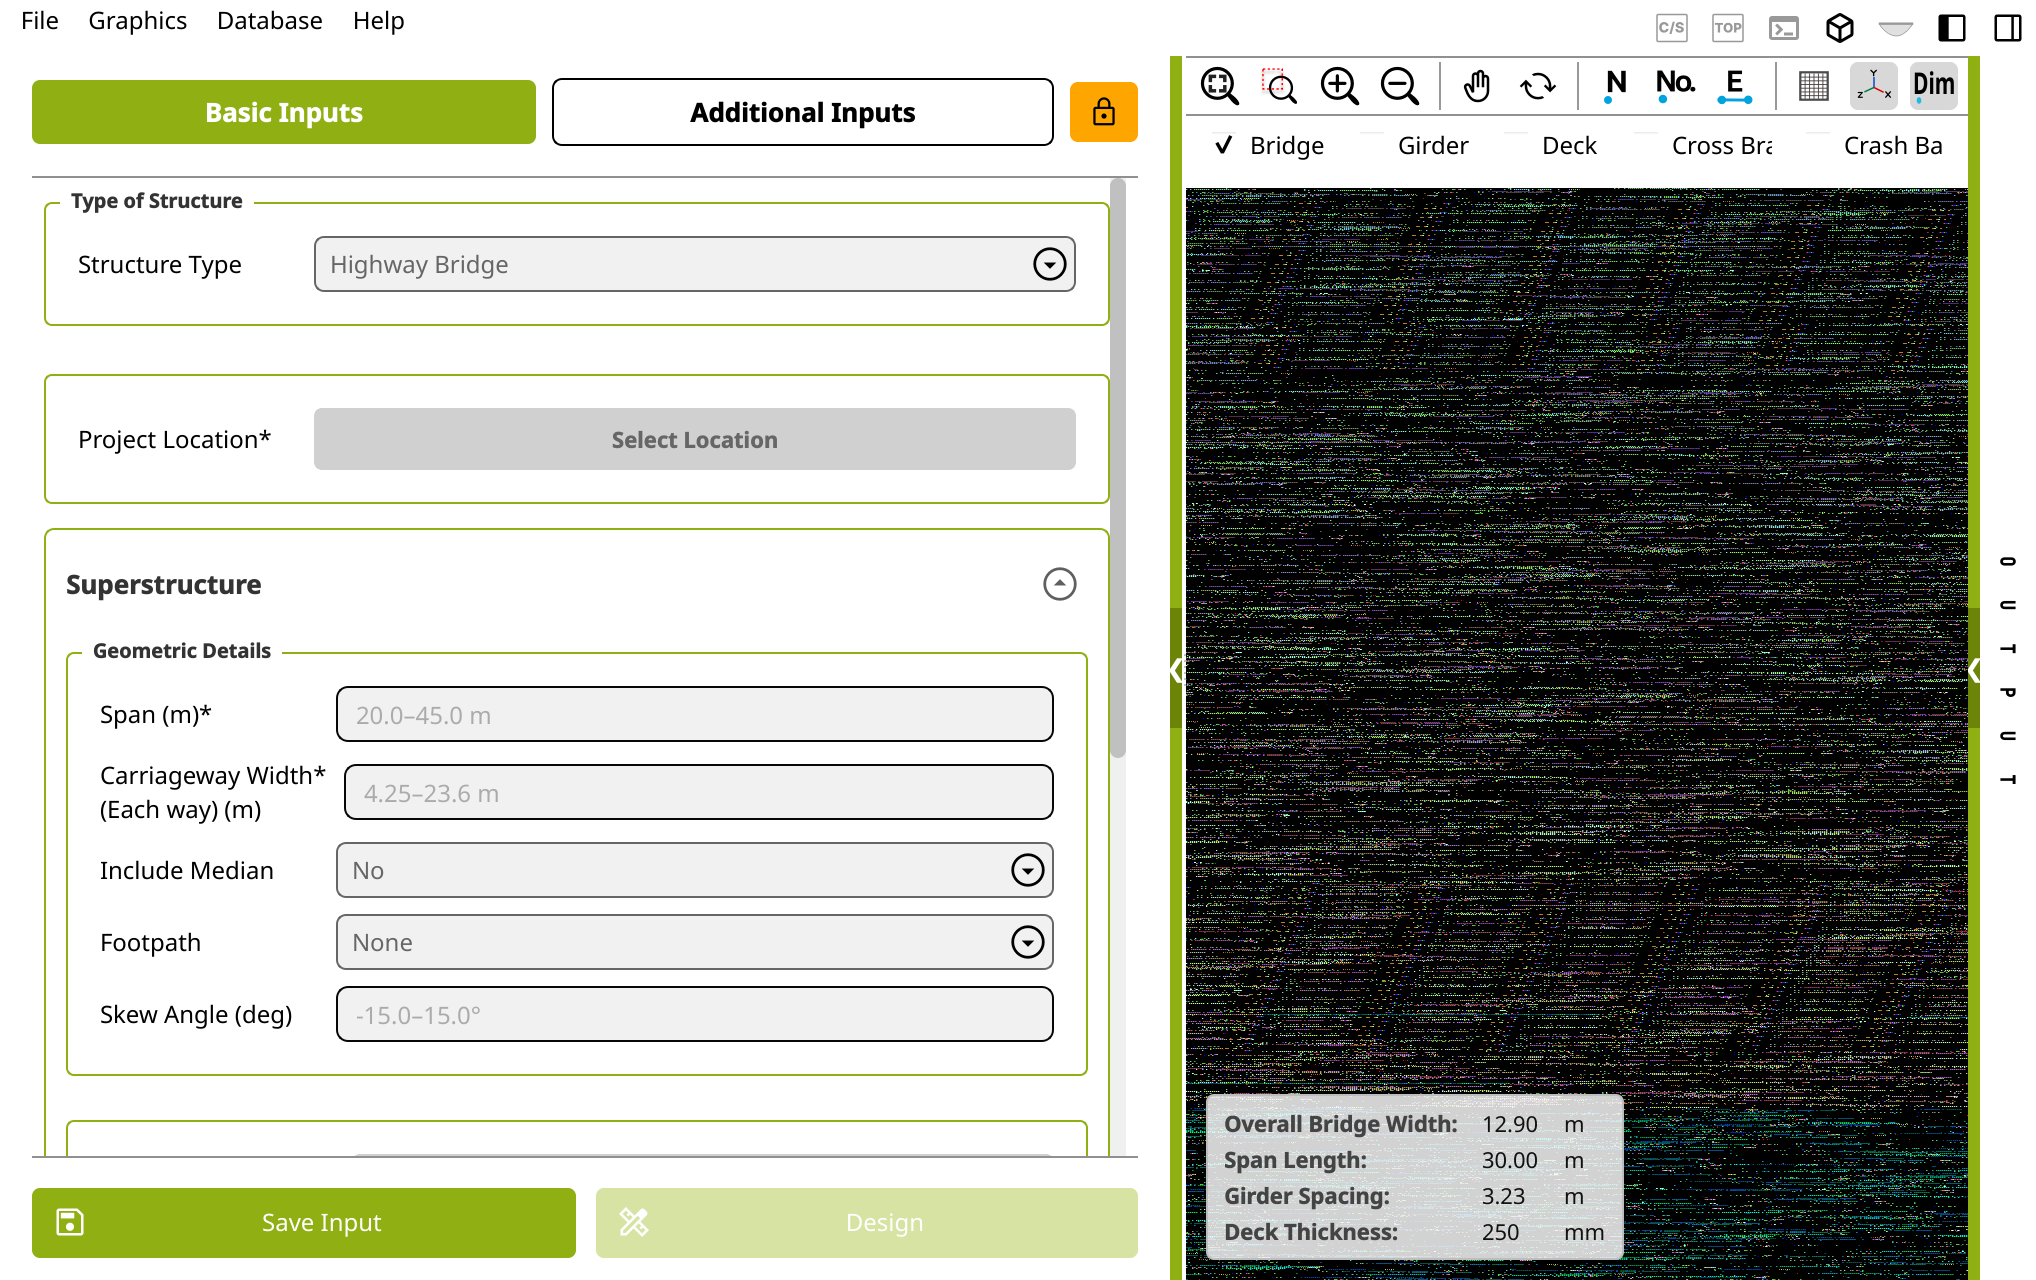 File Graphics Database Help
C/S TOP
Basic Inputs Additional Inputs
N No. E Y Z X Dim
Bridge Girder Deck Cross Bra Crash Ba
Type of Structure
Structure Type Highway Bridge
Project Location* Select Location
Superstructure
Geometric Details
Span (m)* 20.0–45.0 m
Carriageway Width* (Each way) (m) 4.25–23.6 m
Include Median No
Footpath None
Skew Angle (deg) -15.0–15.0°
Save Input Design
Overall Bridge Width: 12.90 m
Span Length: 30.00 m
Girder Spacing: 3.23 m
Deck Thickness: 250 mm
OUTPUT